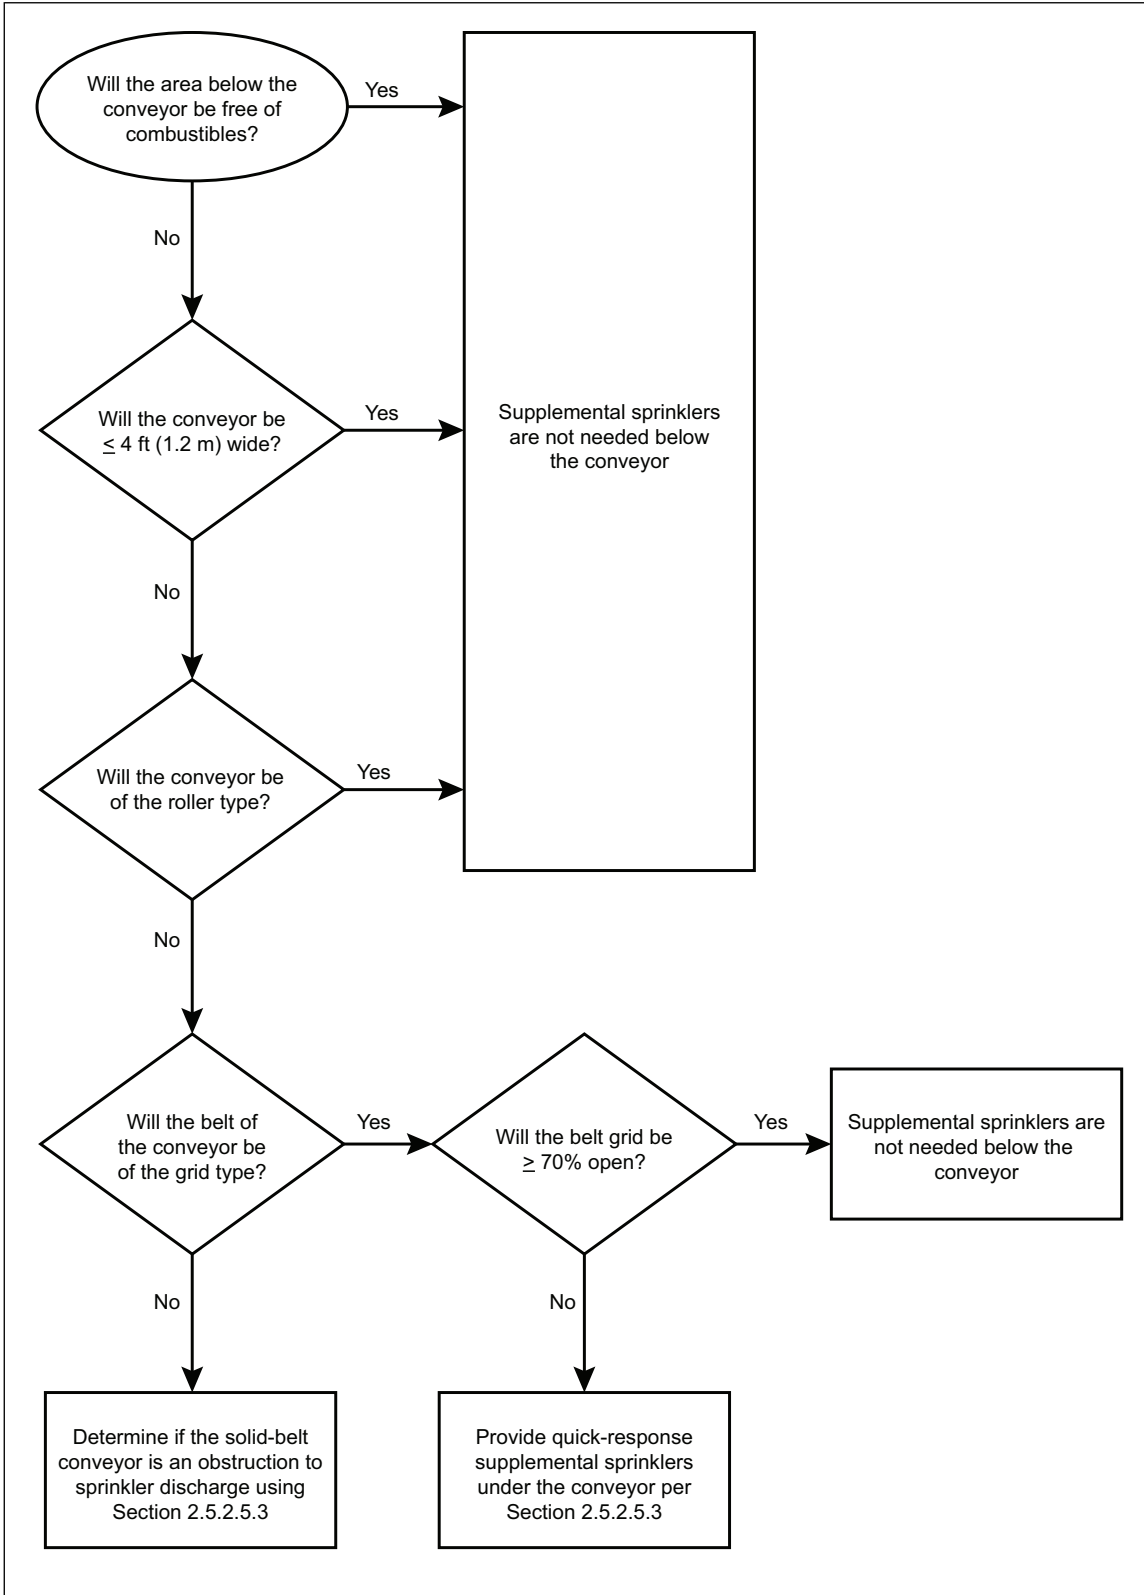 Will the area below the
conveyor be free of
combustibles?
Yes
No
Will the conveyor be
≤ 4 ft (1.2 m) wide?
Yes
Supplemental sprinklers
are not needed below
the conveyor
No
Will the conveyor be
of the roller type?
Yes
No
Will the belt of
the conveyor be
of the grid type?
Yes
Will the belt grid be
≥ 70% open?
Yes
Supplemental sprinklers are
not needed below the
conveyor
No
No
Determine if the solid-belt
conveyor is an obstruction to
sprinkler discharge using
Section 2.5.2.5.3
Provide quick-response
supplemental sprinklers
under the conveyor per
Section 2.5.2.5.3